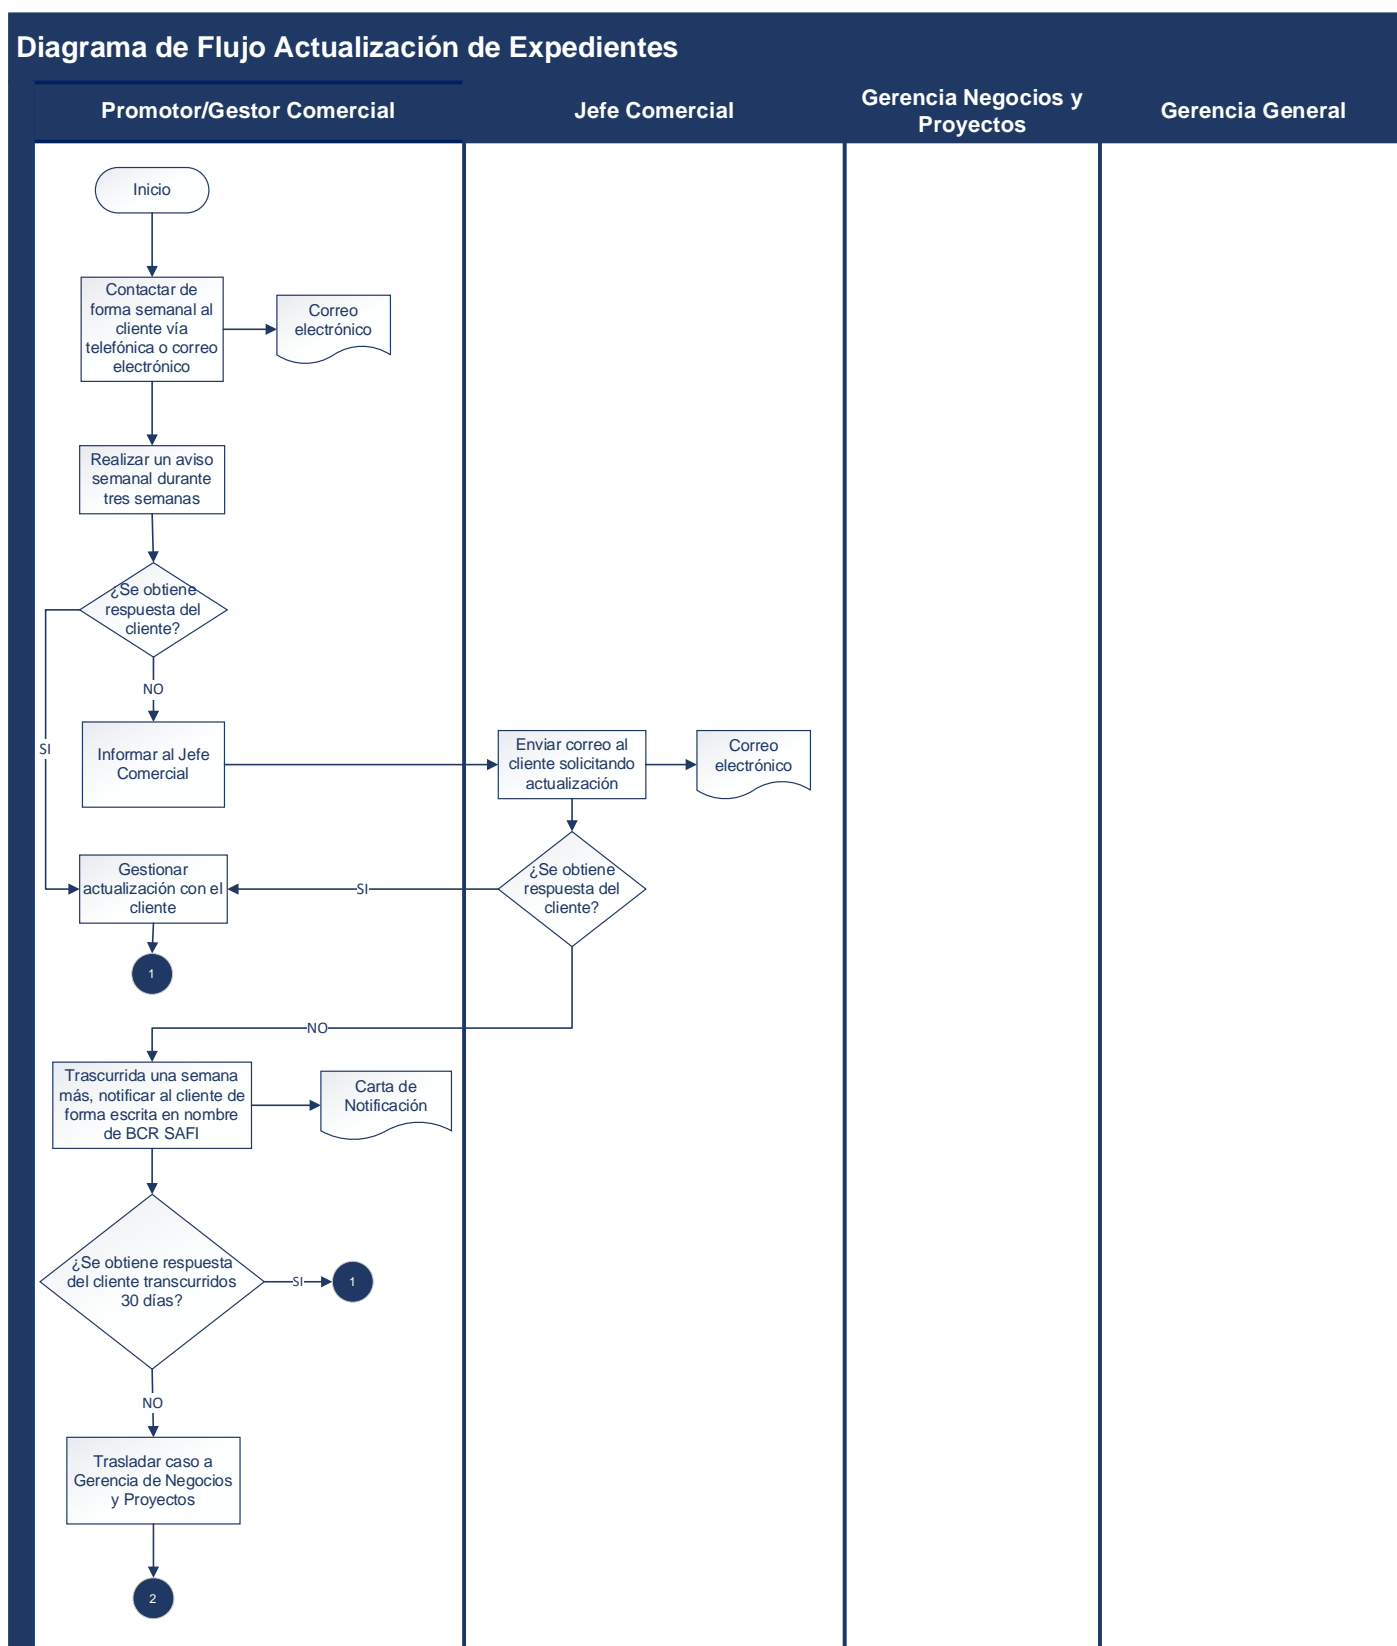 Diagrama de Flujo Actualización de Expedientes
Promotor/Gestor Comercial
Jefe Comercial
Gerencia Negocios y
Proyectos
Gerencia General
Inicio
Contactar de
forma semanal al
cliente vía
telefónica o correo
electrónico
Correo
electrónico
Realizar un aviso
semanal durante
tres semanas
¿Se obtiene
respuesta del
cliente?
NO
SI
Informar al Jefe
Comercial
Enviar correo al
cliente solicitando
actualización
Correo
electrónico
Gestionar
actualización con el
cliente
SI
¿Se obtiene
respuesta del
cliente?
1
NO
Trascurrida una semana
más, notificar al cliente de
forma escrita en nombre
de BCR SAFI
Carta de
Notificación
¿Se obtiene respuesta
del cliente transcurridos
30 días?
SI
1
NO
Trasladar caso a
Gerencia de Negocios
y Proyectos
2